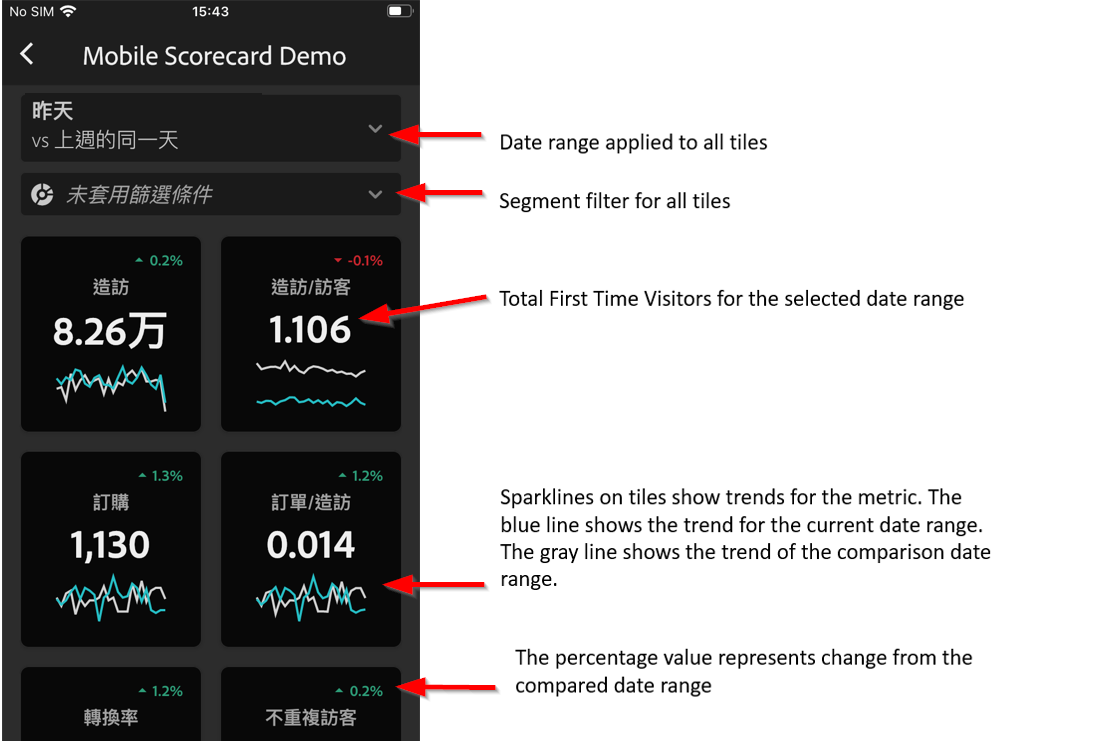 No SIM 15:43
Mobile Scorecard Demo
昨天
vs 上週的同一天
Date range applied to all tiles
未套用篩選條件
Segment filter for all tiles
0.2%
造訪
8.26万
-0.1%
造訪/訪客
1.106
Total First Time Visitors for the selected date range
1.3%
訂購
1,130
1.2%
訂單/造訪
0.014
Sparklines on tiles show trends for the metric. The
blue line shows the trend for the current date range.
The gray line shows the trend of the comparison date
range.
1.2%
轉換率
0.2%
不重複訪客
The percentage value represents change from the
compared date range